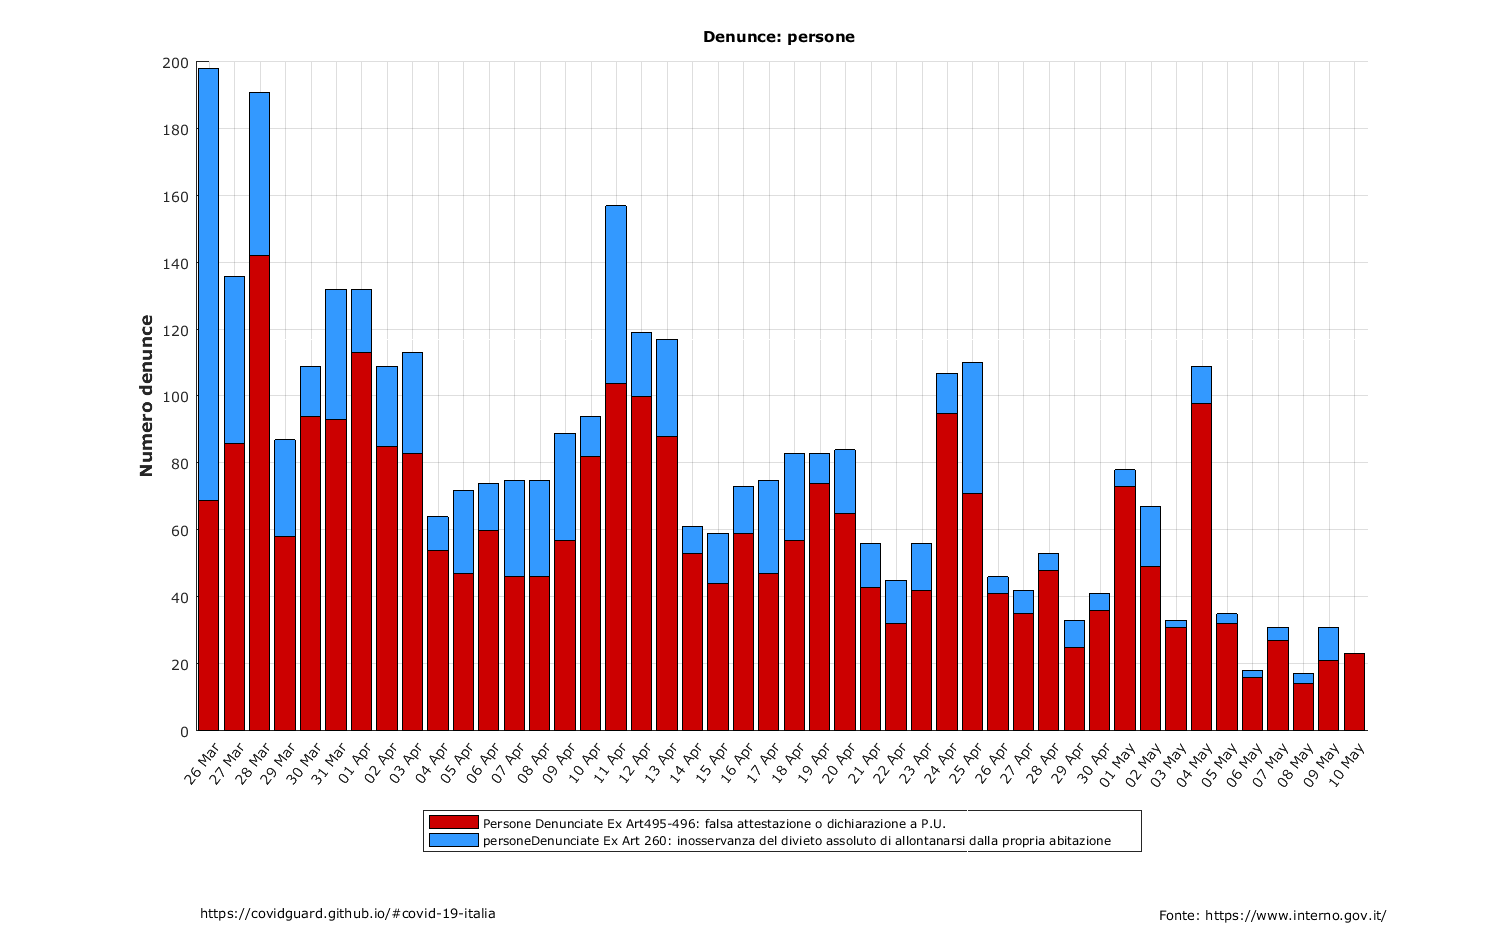 Denunce: persone
Numero denunce
200
180
160
140
120
100
80
60
40
20
0
26 Mar
27 Mar
28 Mar
29 Mar
30 Mar
31 Mar
01 Apr
02 Apr
03 Apr
04 Apr
05 Apr
06 Apr
07 Apr
08 Apr
09 Apr
10 Apr
11 Apr
12 Apr
13 Apr
14 Apr
15 Apr
16 Apr
17 Apr
18 Apr
19 Apr
20 Apr
21 Apr
22 Apr
23 Apr
24 Apr
25 Apr
26 Apr
27 Apr
28 Apr
29 Apr
30 Apr
01 May
02 May
03 May
04 May
05 May
06 May
07 May
08 May
09 May
10 May
Persone Denunciate Ex Art495-496: falsa attestazione o dichiarazione a P.U.
personeDenunciate Ex Art 260: inosservanza del divieto assoluto di allontanarsi dalla propria abitazione
https://covidguard.github.io/#covid-19-italia
Fonte: https://www.interno.gov.it/